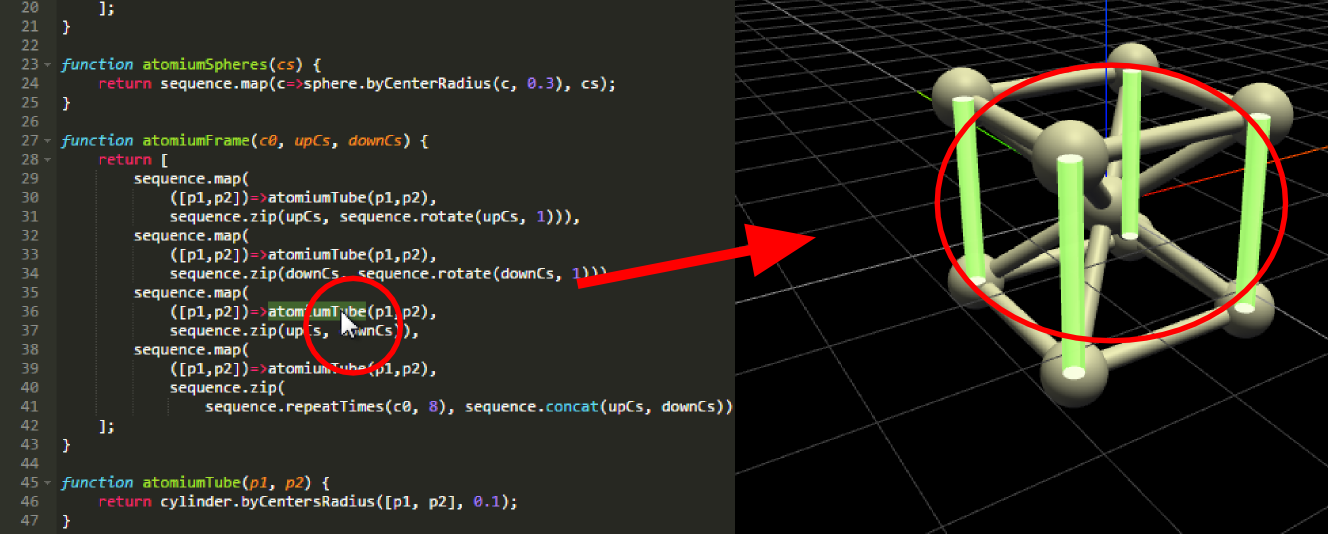 20 ];
21 }
22
23 function atomiumSpheres(cs) {
24 return sequence.map(c=>sphere.byCenterRadius(c, 0.3), cs);
25 }
26
27 function atomiumFrame(c0, upCs, downCs) {
28 return [
29 sequence.map(
30 ([p1,p2])=>atomiumTube(p1,p2),
31 sequence.zip(upCs, sequence.rotate(upCs, 1))),
32 sequence.map(
33 ([p1,p2])=>atomiumTube(p1,p2),
34 sequence.zip(downCs, sequence.rotate(downCs, 1)))
35 sequence.map(
36 ([p1,p2])=>atomiumTube(p1,p2),
37 sequence.zip(upCs, downCs)),
38 sequence.map(
39 ([p1,p2])=>atomiumTube(p1,p2),
40 sequence.zip(
41 sequence.repeatTimes(c0, 8), sequence.concat(upCs, downCs))
42 ];
43 }
44
45 function atomiumTube(p1, p2) {
46 return cylinder.byCentersRadius([p1, p2], 0.1);
47 }